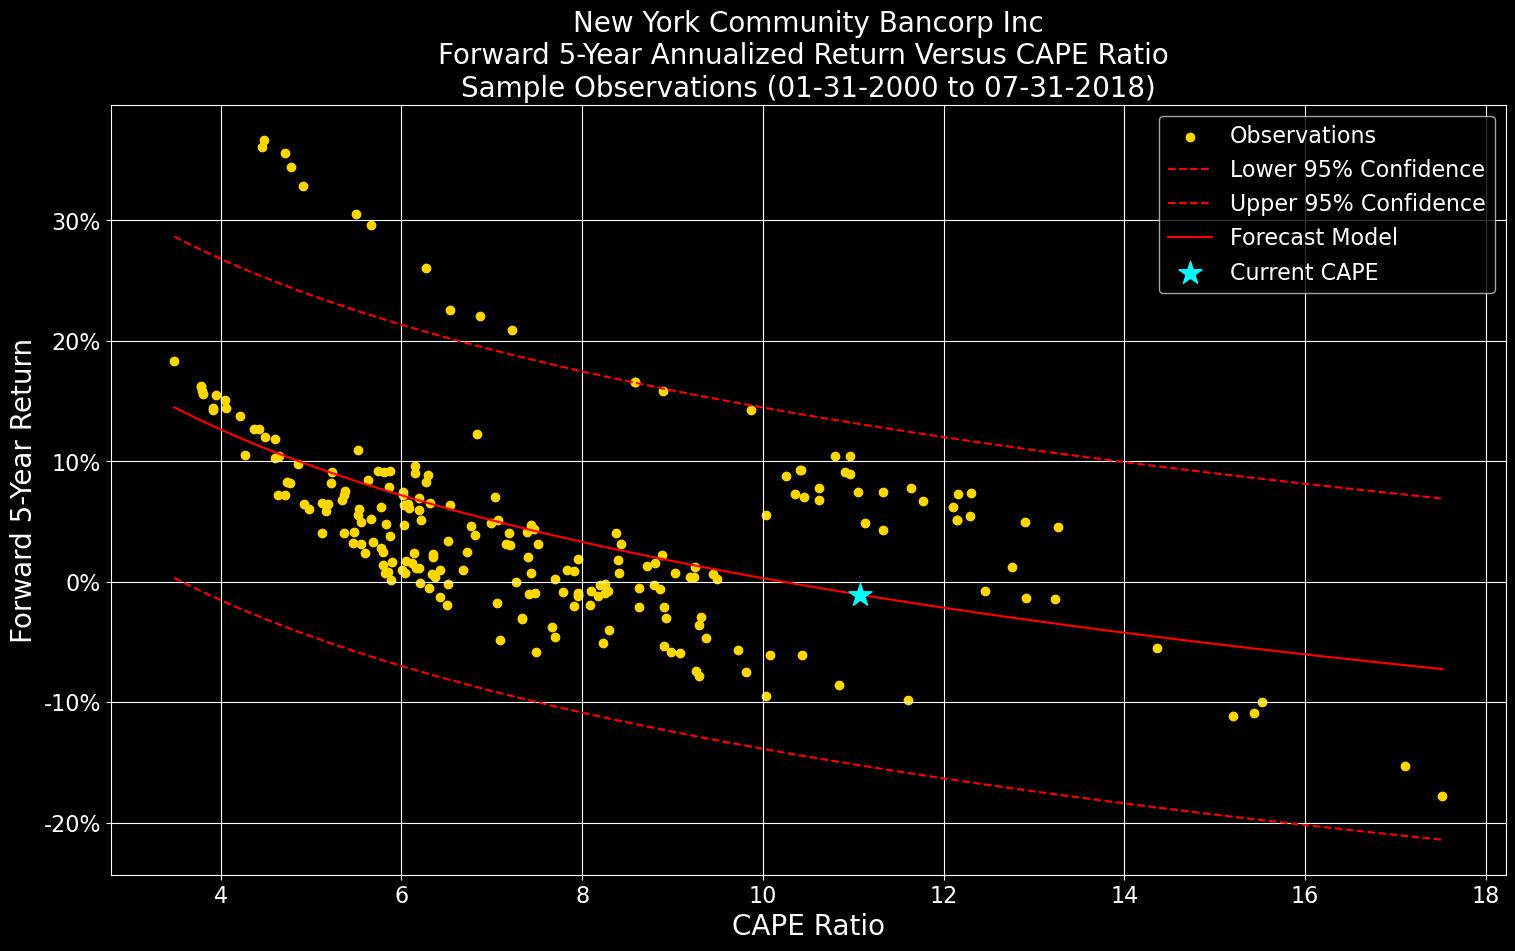 New York Community Bancorp Inc
Forward 5-Year Annualized Return Versus CAPE Ratio
Sample Observations (01-31-2000 to 07-31-2018)
Observations
Lower 95% Confidence
Upper 95% Confidence
Forecast Model
Current CAPE
Forward 5-Year Return
30%
20%
10%
0%
-10%
-20%
4 6 8 10 12 14 16 18
CAPE Ratio